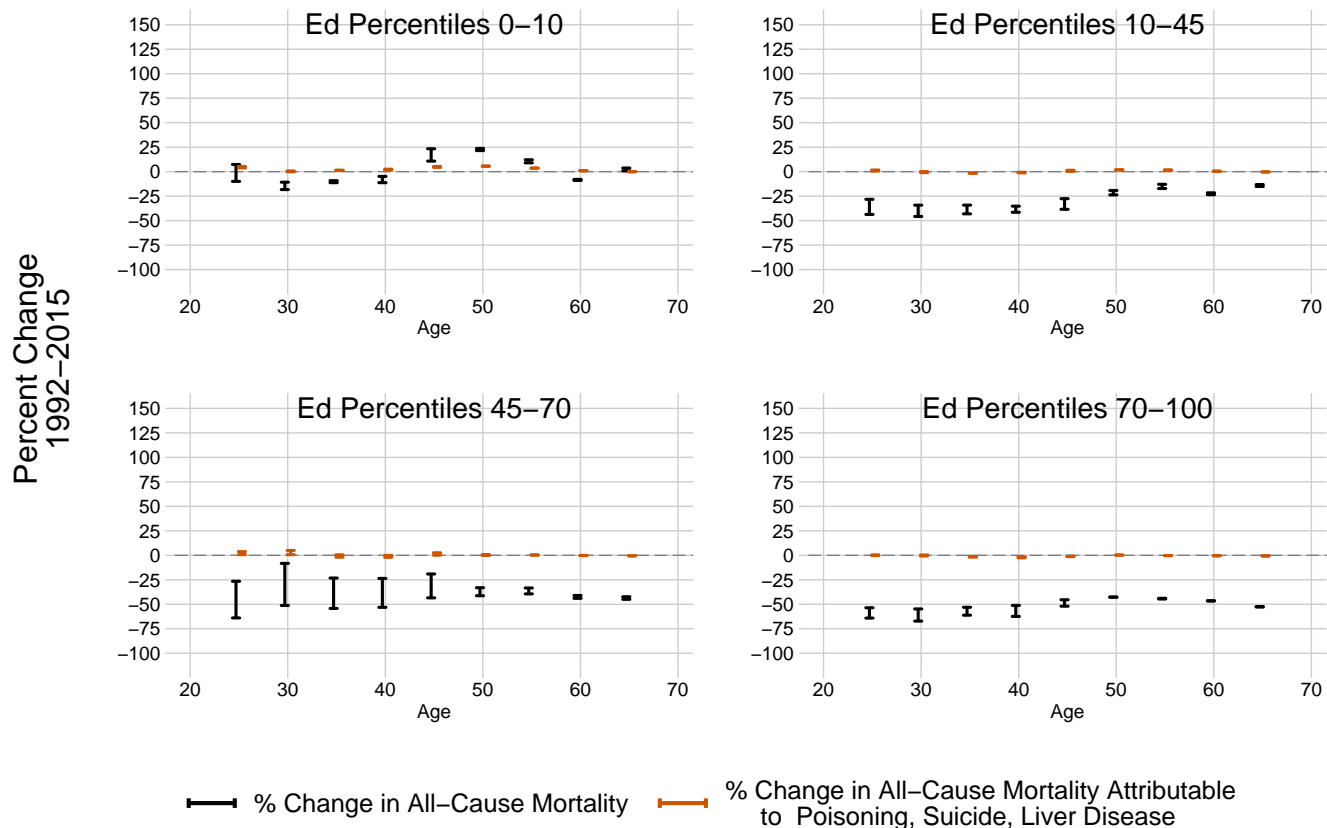 Ed Percentiles 0−10
150
125
100
75
50
25
0
−25
−50
−75
−100
20 30 40 50 60 70
Age
Ed Percentiles 10−45
150
125
100
75
50
25
0
−25
−50
−75
−100
20 30 40 50 60 70
Age
Percent Change
1992−2015
Ed Percentiles 45−70
150
125
100
75
50
25
0
−25
−50
−75
−100
20 30 40 50 60 70
Age
Ed Percentiles 70−100
150
125
100
75
50
25
0
−25
−50
−75
−100
20 30 40 50 60 70
Age
% Change in All−Cause Mortality
% Change in All−Cause Mortality Attributable
to Poisoning, Suicide, Liver Disease